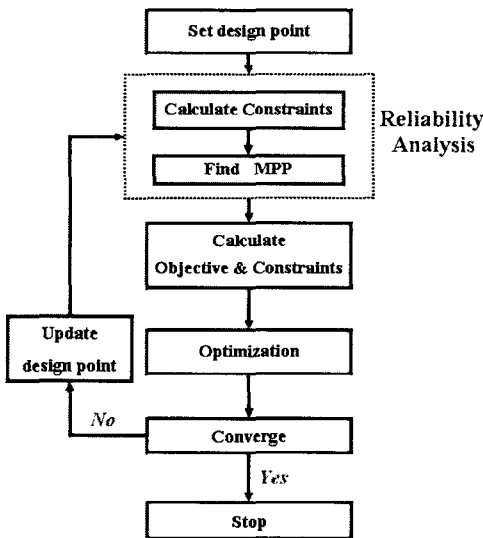 Set design point
Calculate Constraints
Find MPP
Reliability
Analysis
Calculate
Objective & Constraints
Update
design point
Optimization
No
Converge
Yes
Stop